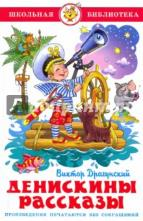 ШКОЛЬНАЯ
БИБЛИОТЕКА
Виктор Драгунский
ДЕНИСКИНЫ
РАССКАЗЫ
ПРОИЗВЕДЕНИЯ ПЕЧАТАЮТСЯ БЕЗ СОКРАЩЕНИЙ